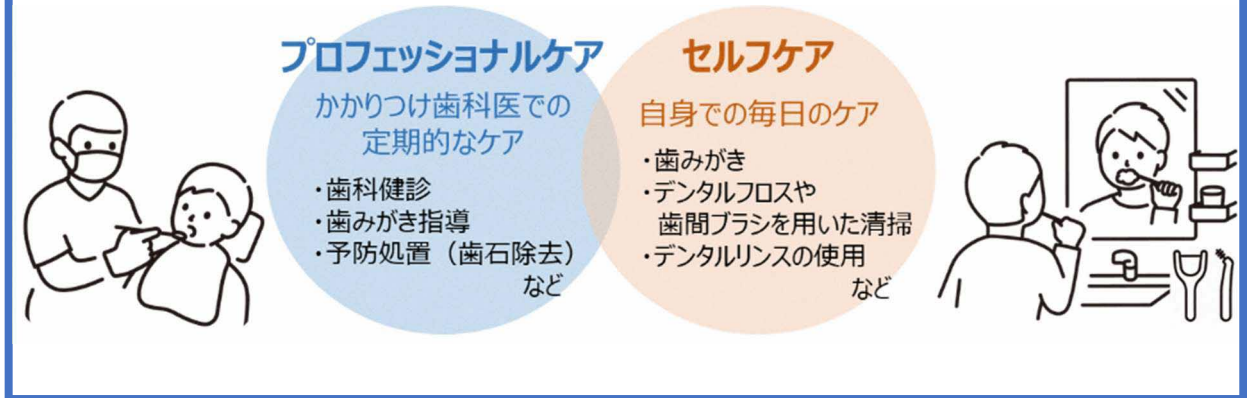 プロフェッショナルケア
かかりつけ歯科医での
定期的なケア
・歯科健診
・歯みがき指導
・予防処置（歯石除去）
など
セルフケア
自身での毎日のケア
・歯みがき
・デンタルフロスや
歯間ブラシを用いた清掃
・デンタルリンスの使用
など